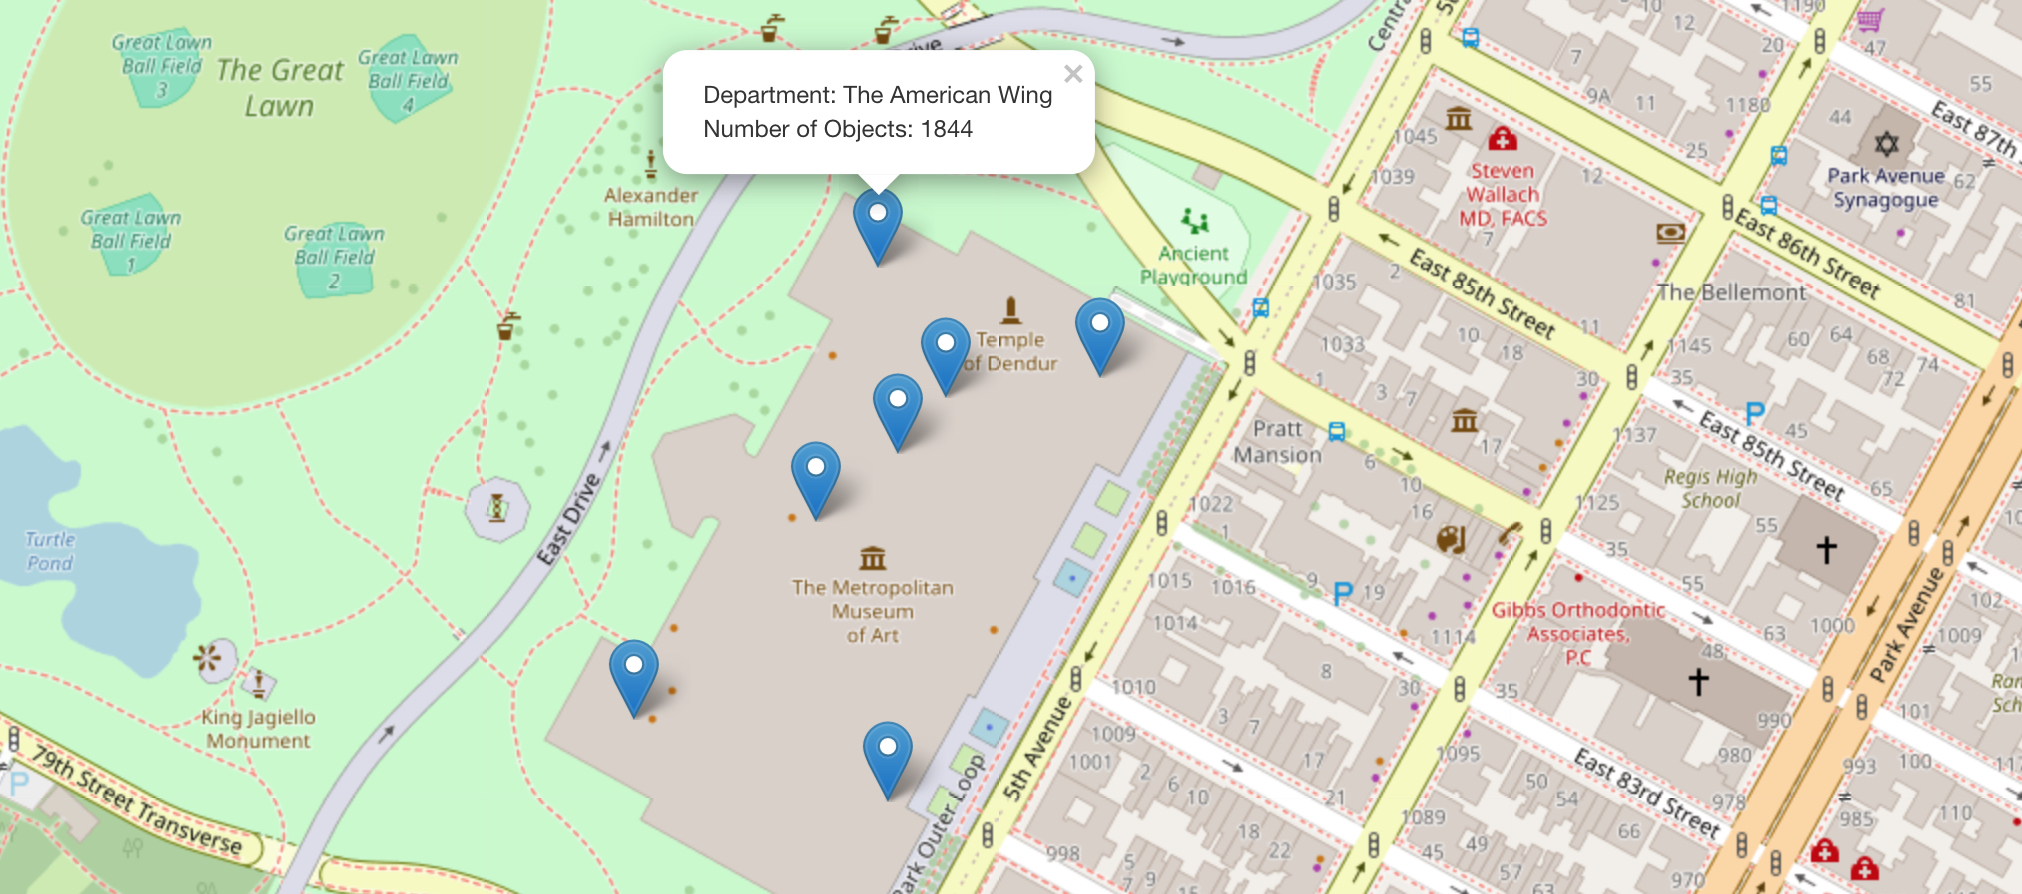 Great Lawn
Ball Field
3
The Great
Lawn
Great Lawn
Ball Field
4
Great Lawn
Ball Field
1
Great Lawn
Ball Field
2
Department: The American Wing
Number of Objects: 1844
×
Alexander
Hamilton
Ancient
Playground
Temple
of Dendur
The Metropolitan
Museum
of Art
Turtle
Pond
King Jagiello
Monument
79th Street Transverse
P
East Drive
5th Avenue
Park Outer Loop
1190
10
12
20
47
7
55
9A
11
1180
44
East 87th
1045
25
Steven
Wallach
MD, FACS
Park Avenue
Synagogue
62
1039
12
7
East 86th Street
2
East 85th Street
The Bellemont
81
1035
11
10
18
1033
1145
60
64
68
72
74
1
3
7
30
35
P
45
East 85th Street
Pratt
Mansion
17
1137
6
10
16
Regis High
School
65
55
1022
1
1125
35
1015
1016
9
P
19
55
Gibbs Orthodontic
Associates,
P.C
1014
1114
63
1000
48
102
1009
Park Avenue
8
1010
30
35
3
7
990
101
1009
1001
2
6
10
17
21
1095
East 83rd Street
980
993
100
50
54
978
1089
66
985
110
18
22
45
49
57
63
970
998
5
7
9